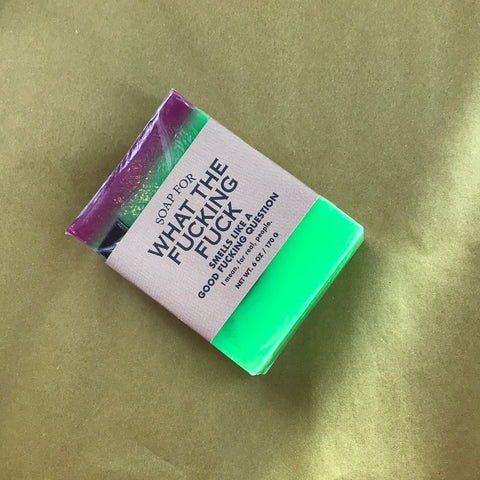 SOAP FOR
WHAT THE
FUCKING
FUCK
SMELLS LIKE A
GOOD FUCKING QUESTION
I mean, for real, people.
NET WT. 6 OZ / 170 G